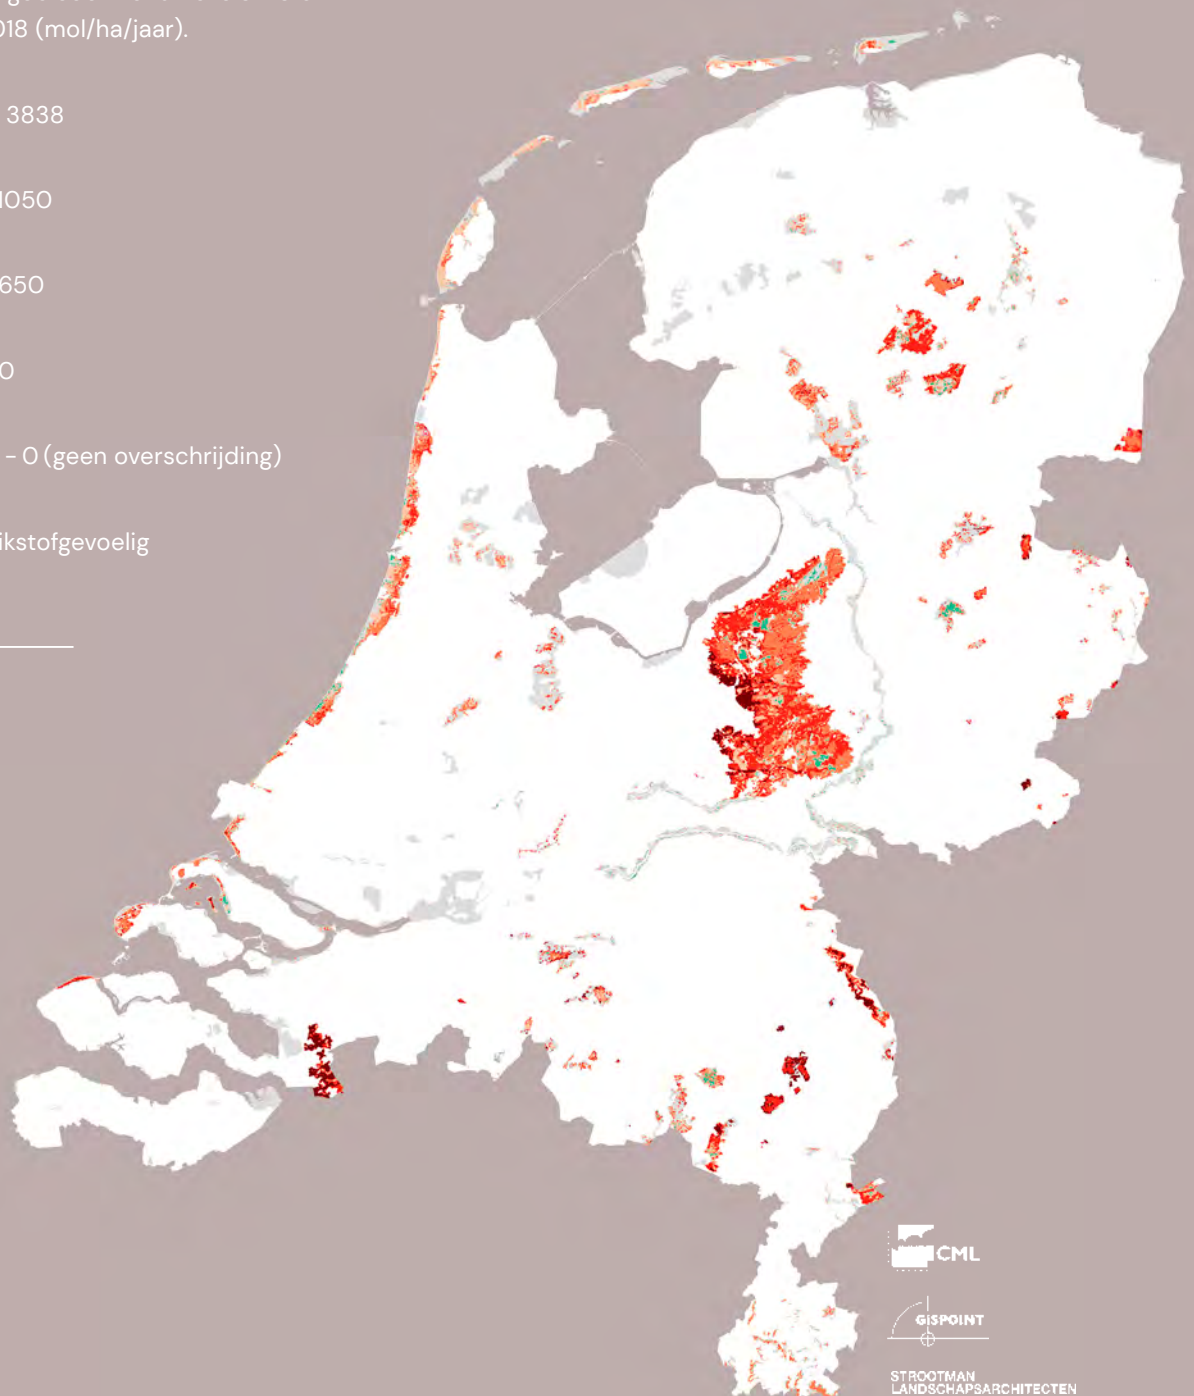 018 (mol/ha/jaar).
3838
1050
650
0
- 0 (geen overschrijding)
ikstofgevoelig
CML
GISPOINT
STROOTMAN
LANDSCHAPSARCHITECTEN